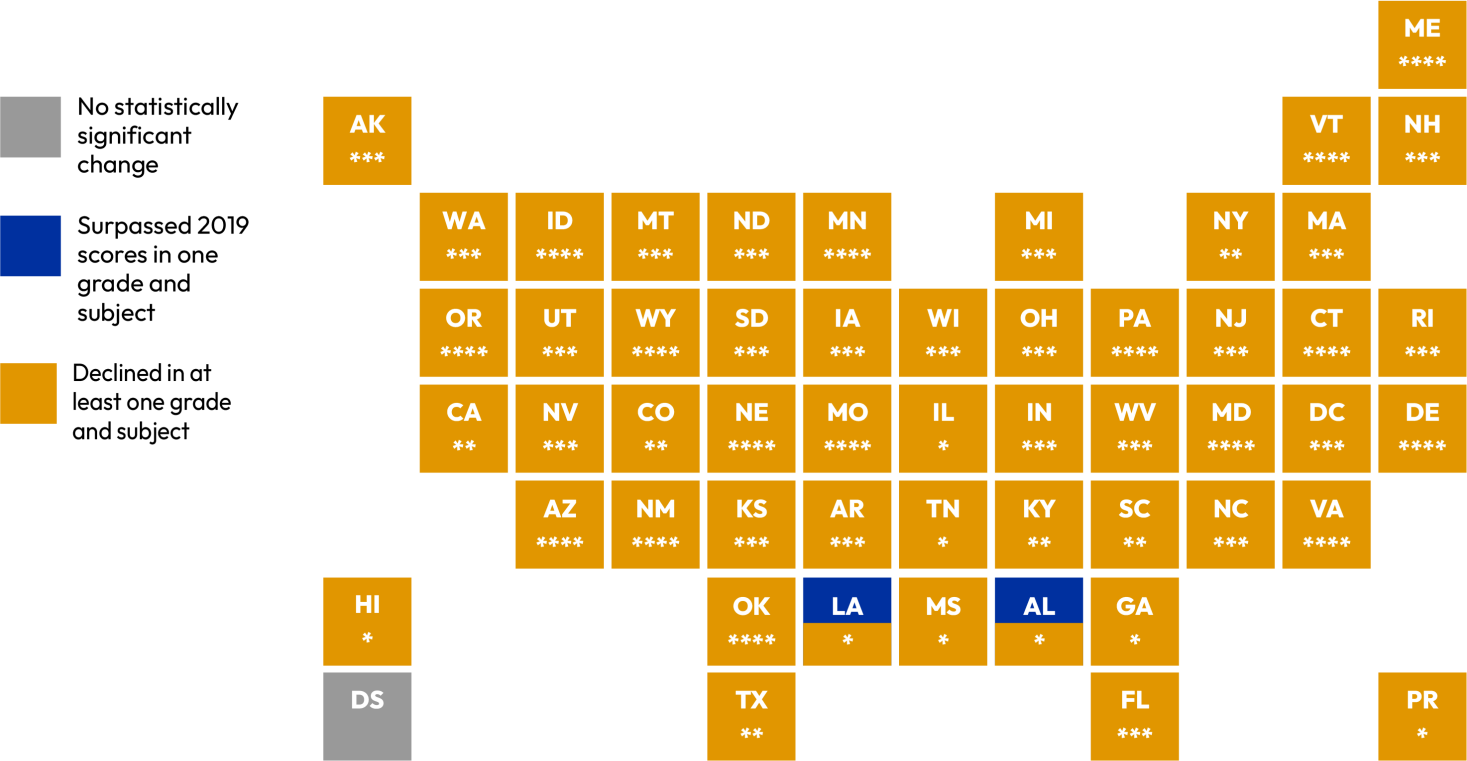 ME
****
No statistically
significant
change
AK
***
VT
****
NH
***
Surpassed 2019
scores in one
grade and
subject
WA
***
ID
****
MT
***
ND
***
MN
****
MI
***
NY
**
MA
***
Declined in at
least one grade
and subject
OR
****
UT
***
WY
****
SD
***
IA
***
WI
***
OH
***
PA
****
NJ
***
CT
****
RI
***
CA
**
NV
***
CO
**
NE
****
MO
****
IL
*
IN
***
WV
***
MD
****
DC
***
DE
****
AZ
****
NM
****
KS
***
AR
***
TN
*
KY
**
SC
**
NC
***
VA
****
HI
*
OK
****
LA
*
MS
*
AL
*
GA
*
DS
TX
**
FL
***
PR
*